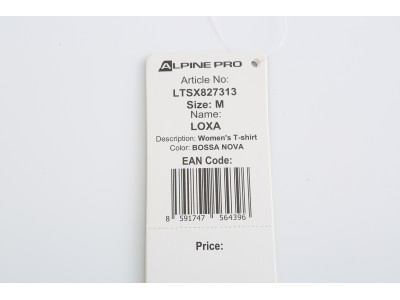 ALPINE PRO
Article No:
LTSX827313
Size: M
Name:
LOXA
Description: Women's T-shirt
Color: BOSSA NOVA
EAN Code:
8 591747 564396
Price: